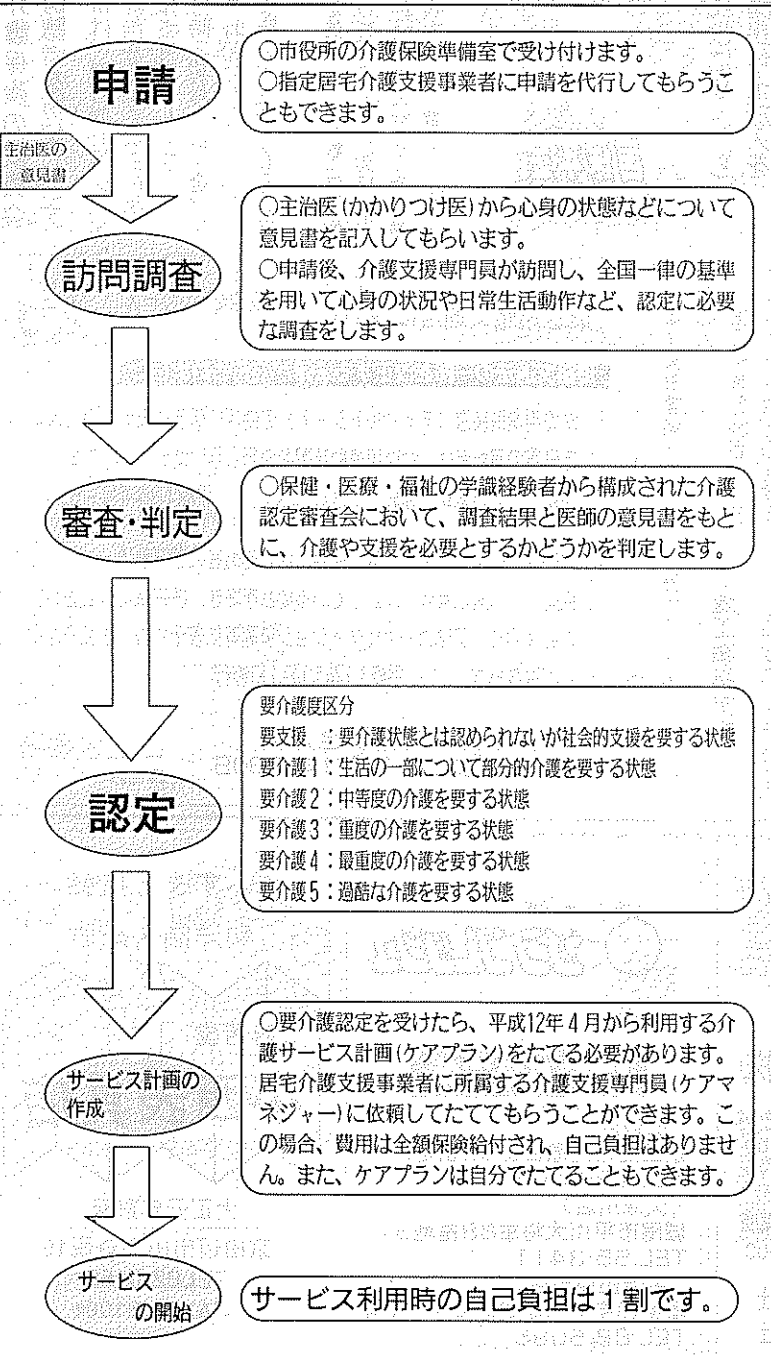 申請
○市役所の介護保険準備室で受け付けます。
○指定居宅介護支援事業者に申請を代行してもらうこ
ともできます。
主治医の
意見書
訪問調査
○主治医(かかりつけ医)から心身の状態などについて
意見書を記入してもらいます。
○申請後、介護支援専門員が訪問し、全国一律の基準
を用いて心身の状況や日常生活動作など、認定に必要
な調査をします。
審査・判定
○保健・医療・福祉の学識経験者から構成された介護
認定審査会において、調査結果と医師の意見書をもと
に、介護や支援を必要とするかどうかを判定します。
認定
要介護度区分
要支援 :要介護状態とは認められないが社会的支援を要する状態
要介護1:生活の一部について部分的介護を要する状態
要介護2:中等度の介護を要する状態
要介護3:重度の介護を要する状態
要介護4:最重度の介護を要する状態
要介護5:過酷な介護を要する状態
サービス計画の
作成
○要介護認定を受けたら、平成12年4月から利用する介
護サービス計画(ケアプラン)をたてる必要があります。
居宅介護支援事業者に所属する介護支援専門員(ケアマ
ネジャー)に依頼してたててもらうことができます。こ
の場合、費用は全額保険給付され、自己負担はありませ
ん。また、ケアプランは自分でたてることもできます。
サービス
の開始
サービス利用時の自己負担は1割です。